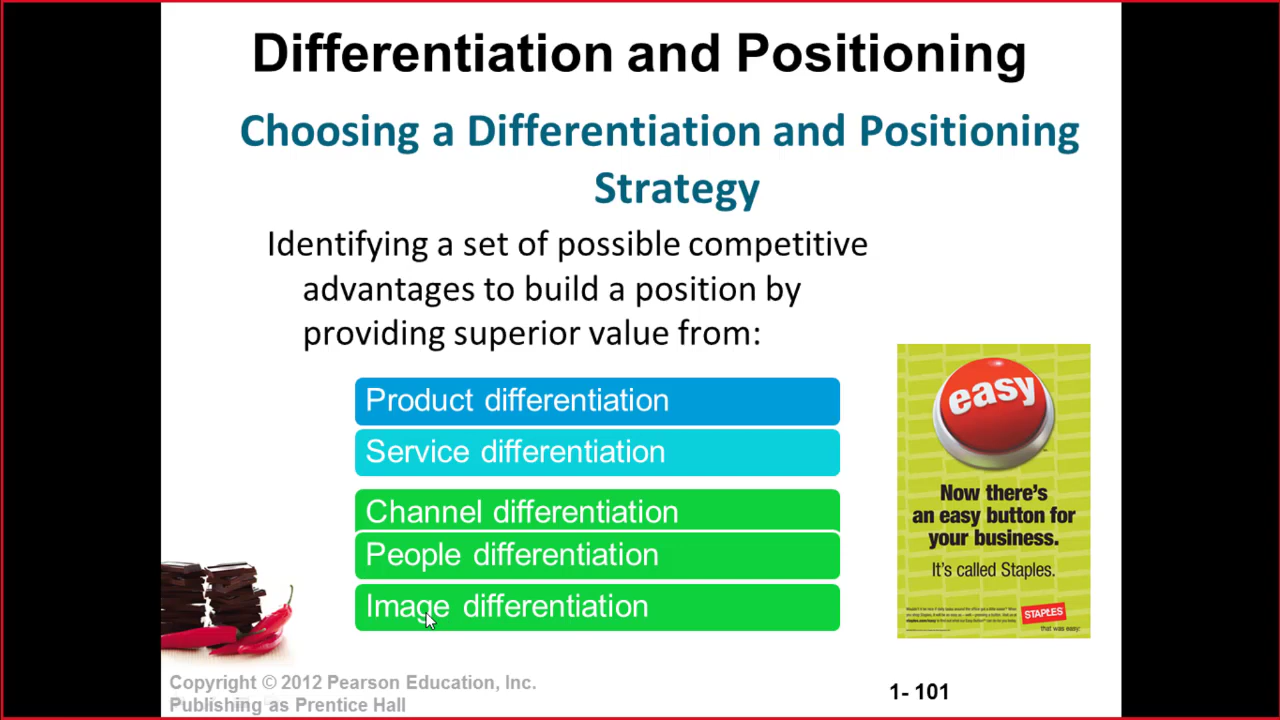 Differentiation and Positioning
Choosing a Differentiation and Positioning
Strategy
Identifying a set of possible competitive
advantages to build a position by
providing superior value from:
Product differentiation
Service differentiation
Channel differentiation
People differentiation
Image differentiation
easy
Now there's
an easy button for
your business.
It's called Staples.
STAPLES
that was easy.
Copyright © 2012 Pearson Education, Inc.
Publishing as Prentice Hall
1- 101